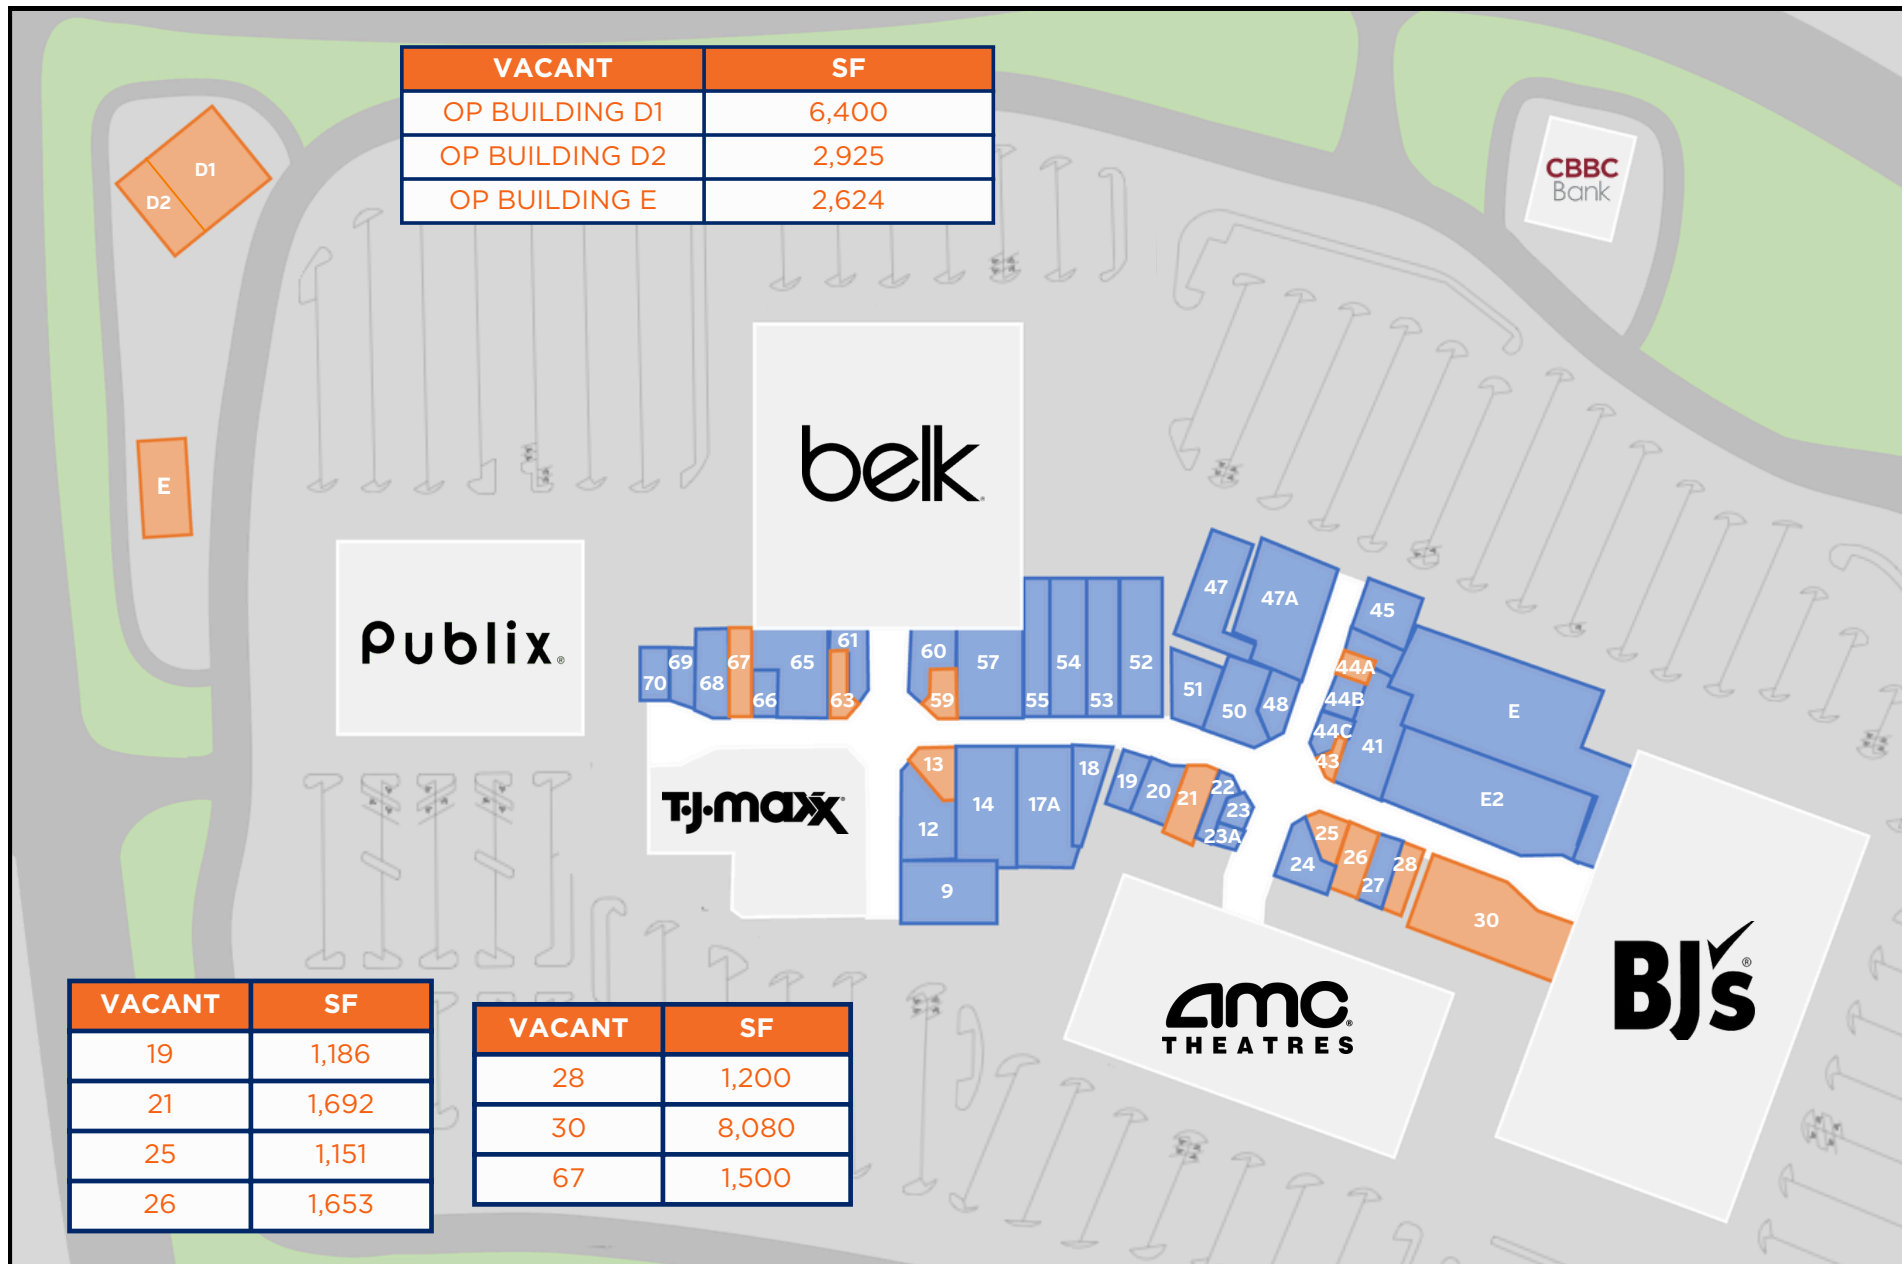 VACANT SF
OP BUILDING D1 6,400
OP BUILDING D2 2,925
OP BUILDING E 2,624
D1
D2
CBBC
Bank
E
belk
Publix
47
47A
45
61
60
69
67
65
57
54
52
44A
70
68
66
63
59
55
53
51
50
48
44B
E
44C
41
43
13
18
T·J·maxx
14
17A
19
20
21
22
23
23A
E2
12
25
24
26
27
28
9
30
BJ's
amc
THEATRES
VACANT SF
19 1,186
21 1,692
25 1,151
26 1,653
VACANT SF
28 1,200
30 8,080
67 1,500